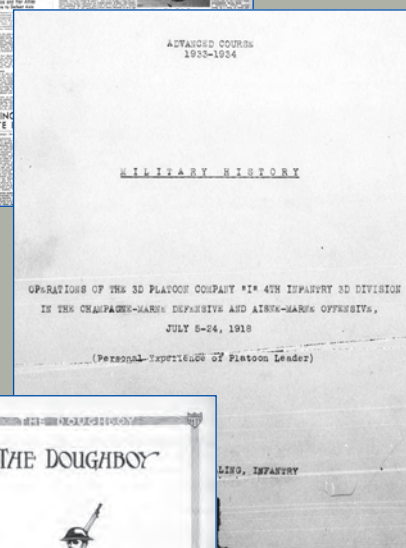 ADVANCED COURSE
1933-1934
MILITARY HISTORY
OPERATIONS OF THE 3D PLATOON COMPANY "I" 4TH INFANTRY 3D DIVISION
IN THE CHAMPAGNE-MARNE DEFENSIVE AND AISNE-MARNE OFFENSIVE,
JULY 5-24, 1918
(Personal Experience of Platoon Leader)
LING, INFANTRY
THE DOUGHBOY
THE DOUGHBOY